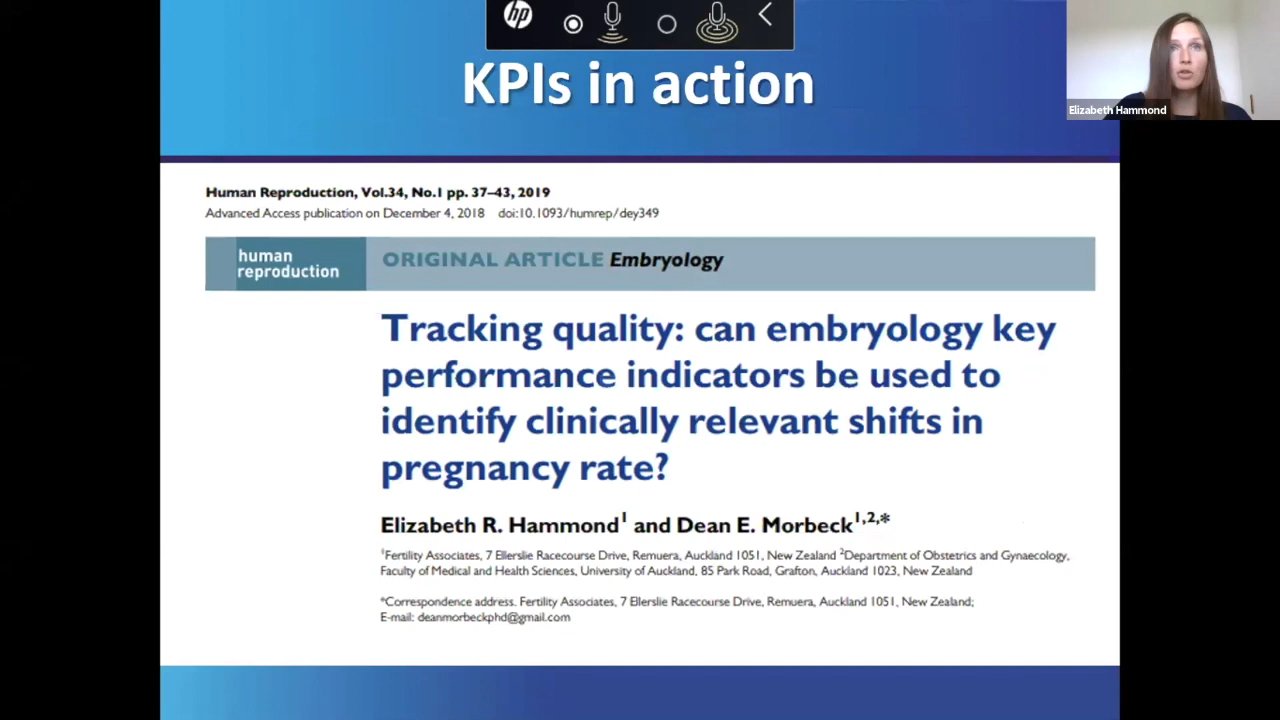 hp
KPIs in action
Elizabeth Hammond
Human Reproduction, Vol.34, No.1 pp. 37–43, 2019
Advanced Access publication on December 4, 2018 doi:10.1093/humrep/dey349
human
reproduction
ORIGINAL ARTICLE Embryology
Tracking quality: can embryology key
performance indicators be used to
identify clinically relevant shifts in
pregnancy rate?
Elizabeth R. Hammond1 and Dean E. Morbeck1,2,*
1Fertility Associates, 7 Ellerslie Racecourse Drive, Remuera, Auckland 1051, New Zealand 2Department of Obstetrics and Gynaecology,
Faculty of Medical and Health Sciences, University of Auckland, 85 Park Road, Grafton, Auckland 1023, New Zealand
*Correspondence address. Fertility Associates, 7 Ellerslie Racecourse Drive, Remuera, Auckland 1051, New Zealand;
E-mail: deanmorbeckphd@gmail.com